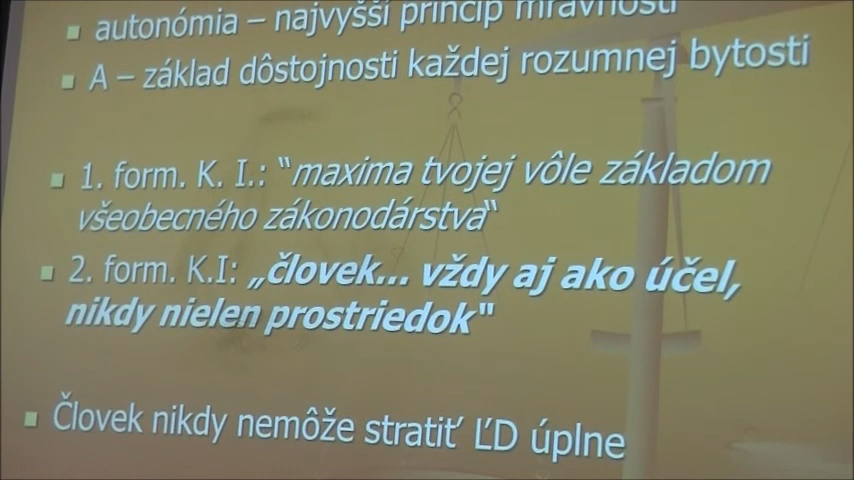 autonómia – najvyšší princíp mravnosti
A – základ dôstojnosti každej rozumnej bytosti
1. form. K. I.: “maxima tvojej vôle základom
všeobecného zákonodárstva“
2. form. K.I: „človek... vždy aj ako účel,
nikdy nielen prostriedok"
Človek nikdy nemôže stratiť ĽD úplne